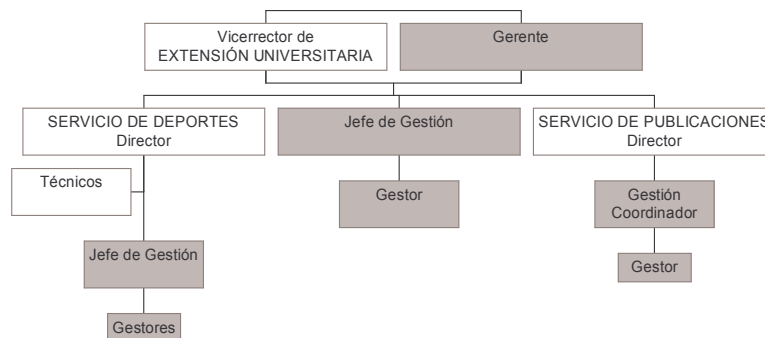 Vicerrector de
EXTENSIÓN UNIVERSITARIA
Gerente
SERVICIO DE DEPORTES
Director
Jefe de Gestión
SERVICIO DE PUBLICACIONES
Director
Técnicos
Gestor
Gestión
Coordinador
Jefe de Gestión
Gestor
Gestores